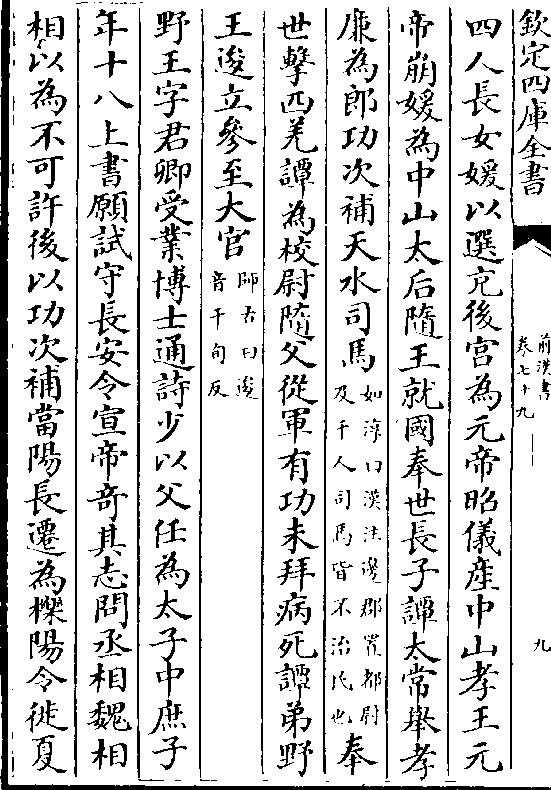 欽定四庫全書
前漢書
卷七十九
九
四人長女媛以選充後宮為元帝昭儀産中山孝王元
帝崩媛為中山太后隨王就國奉世長子譚太常舉孝
廉為郎功次補天水司馬如淳曰漢注邊郡置都尉及千人司馬皆不治民也奉
世擊西羌譚為校尉隨父從軍有功未拜病死譚弟野
王逡立參至大官師古曰逡音千旬反
野王字君卿受業博士通詩少以父任為太子中庶子
年十八上書願試守長安令宣帝竒其志問丞相魏相
相以為不可許後以功次補當陽長遷為櫟陽令徙夏